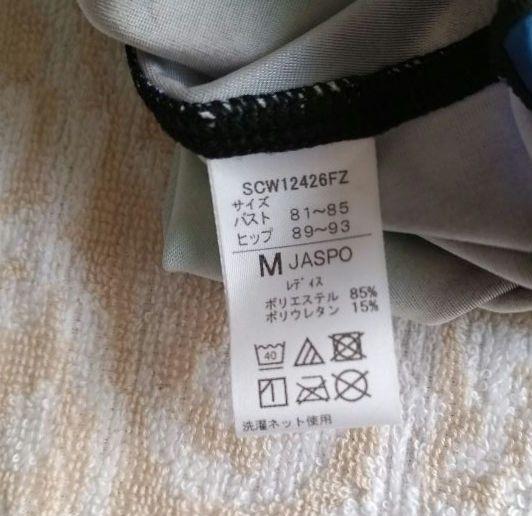 SCW12426FZ
サイズ
バスト 81～85
ヒップ 89～93
M JASPO
レディス
ポリエステル 85%
ポリウレタン 15%
40
洗濯ネット使用